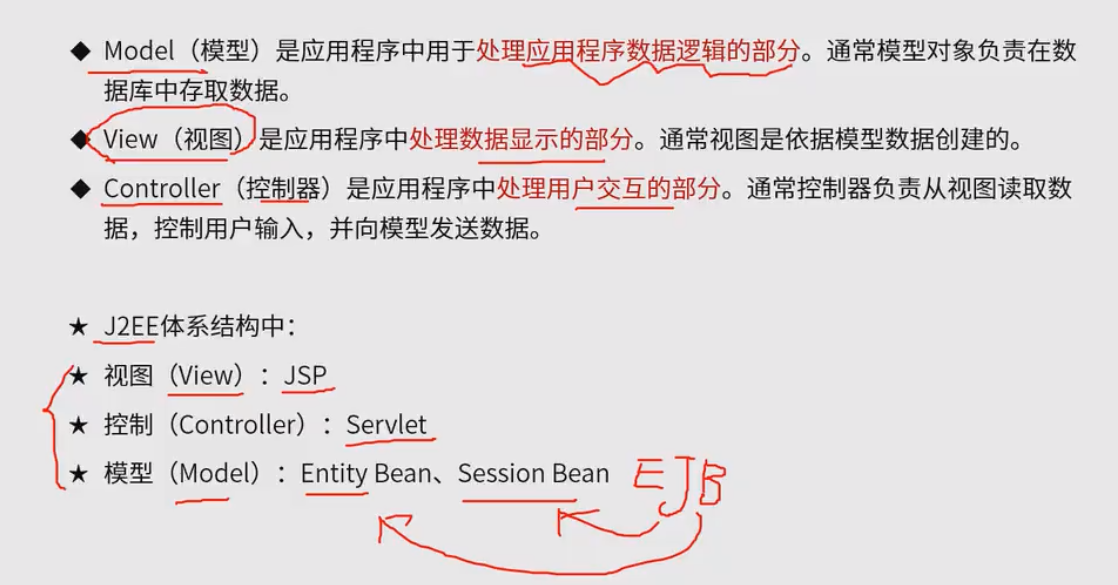 ◆ Model（模型）是应用程序中用于处理应用程序数据逻辑的部分。通常模型对象负责在数
据库中存取数据。
◆ View（视图）是应用程序中处理数据显示的部分。通常视图是依据模型数据创建的。
◆ Controller（控制器）是应用程序中处理用户交互的部分。通常控制器负责从视图读取数
据，控制用户输入，并向模型发送数据。
★ J2EE体系结构中：
★ 视图（View）：JSP
★ 控制（Controller）：Servlet
★ 模型（Model）：Entity Bean、Session Bean EJB